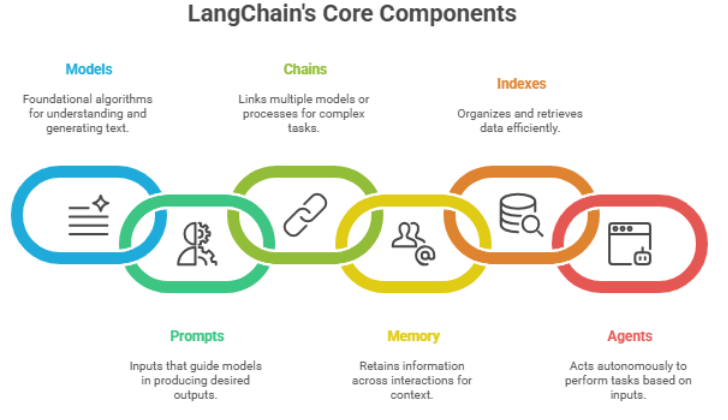 LangChain's Core Components
Models
Foundational algorithms
for understanding and
generating text.
Chains
Links multiple models or
processes for complex
tasks.
Indexes
Organizes and retrieves
data efficiently.
Prompts
Inputs that guide models
in producing desired
outputs.
Memory
Retains information
across interactions for
context.
Agents
Acts autonomously to
perform tasks based on
inputs.